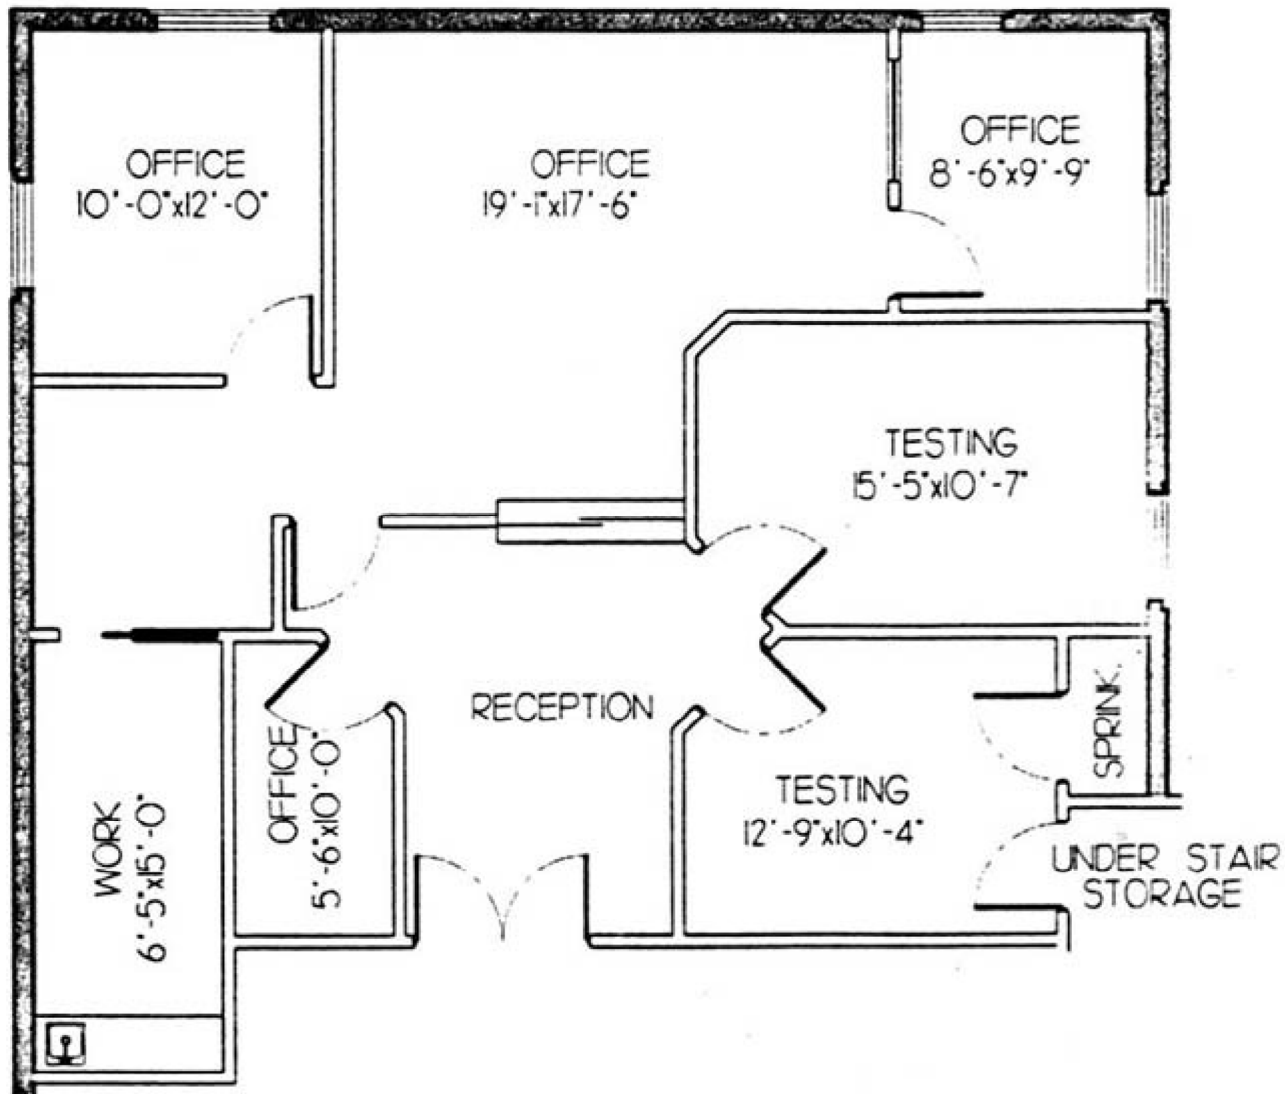 OFFICE
10'-0"x12'-0"
OFFICE
19'-1"x17'-6"
OFFICE
8'-6"x9'-9"
TESTING
15'-5"x10'-7"
RECEPTION
OFFICE
5'-6"x10'-0"
WORK
6'-5"x15'-0"
TESTING
12'-9"x10'-4"
SPRINK.
UNDER STAIR
STORAGE